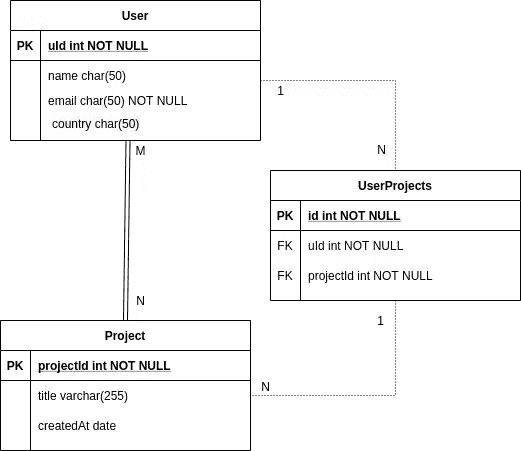 User
PK uId int NOT NULL
name char(50)
email char(50) NOT NULL
country char(50)
1
M
N
UserProjects
PK id int NOT NULL
FK uId int NOT NULL
FK projectId int NOT NULL
N
1
Project
PK projectId int NOT NULL
N
title varchar(255)
createdAt date